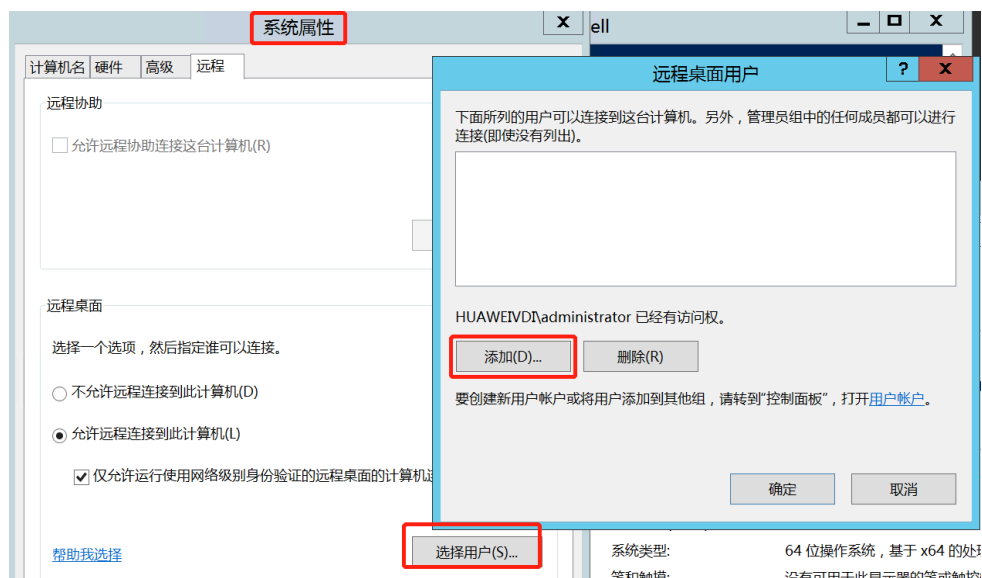 系统属性
ell
计算机名 硬件 高级 远程
远程协助
允许远程协助连接这台计算机(R)
远程桌面
选择一个选项，然后指定谁可以连接。
不允许远程连接到此计算机(D)
允许远程连接到此计算机(L)
仅允许运行使用网络级别身份验证的远程桌面的计算机
帮助我选择
选择用户(S)...
远程桌面用户
?
下面所列的用户可以连接到这台计算机。另外，管理员组中的任何成员都可以进行
连接(即使没有列出)。
HUAWEIVDI\administrator 已经有访问权。
添加(D)... 删除(R)
要创建新用户帐户或将用户添加到其他组，请转到"控制面板"，打开用户帐户。
确定 取消
系统类型: 64 位操作系统，基于 x64 的处